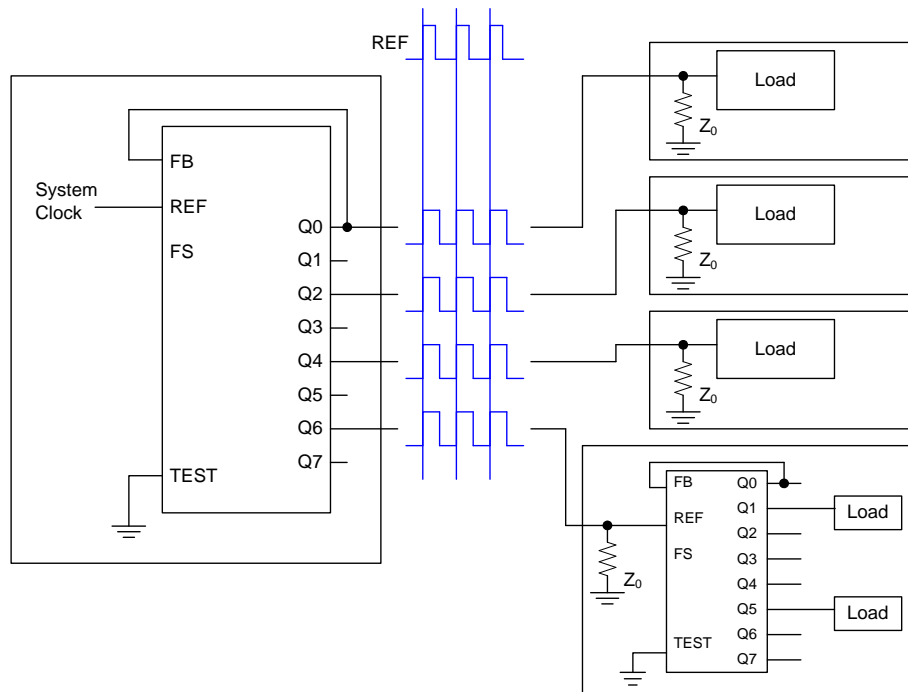 REF
System
Clock
FB
REF
FS
TEST
Q0
Q1
Q2
Q3
Q4
Q5
Q6
Q7
Load
Z0
Load
Z0
Load
Z0
Z0
FB
REF
FS
TEST
Q0
Q1
Q2
Q3
Q4
Q5
Q6
Q7
Load
Load